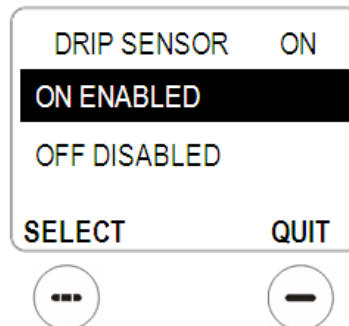 DRIP SENSOR ON
ON ENABLED
OFF DISABLED
SELECT QUIT